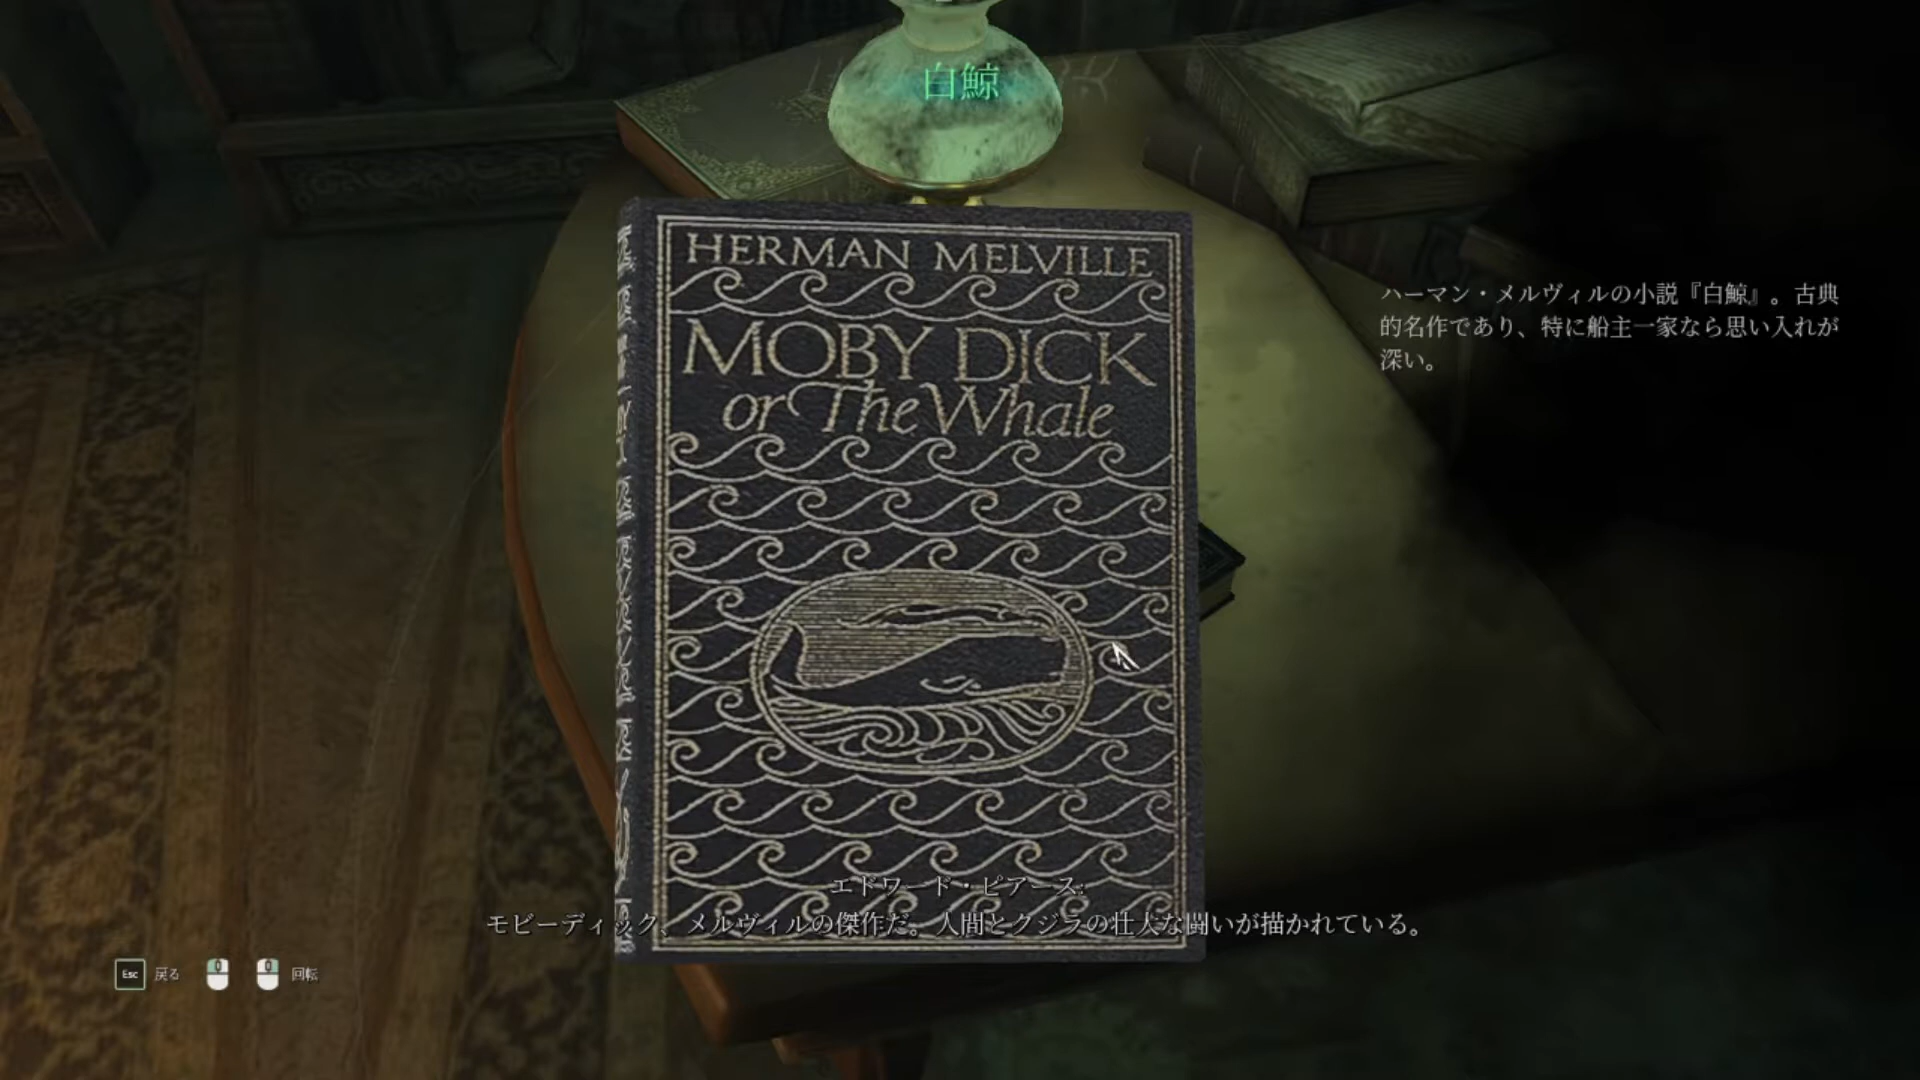 白鯨
HERMAN MELVILLE
MOBY DICK
or The Whale
ハーマン・メルヴィルの小説『白鯨』。古典
的名作であり、特に船主一家なら思い入れが
深い。
エドワード・ピアース:
モビーディック、メルヴィルの傑作だ。人間とクジラの壮大な闘いが描かれている。
Esc 戻る 回転